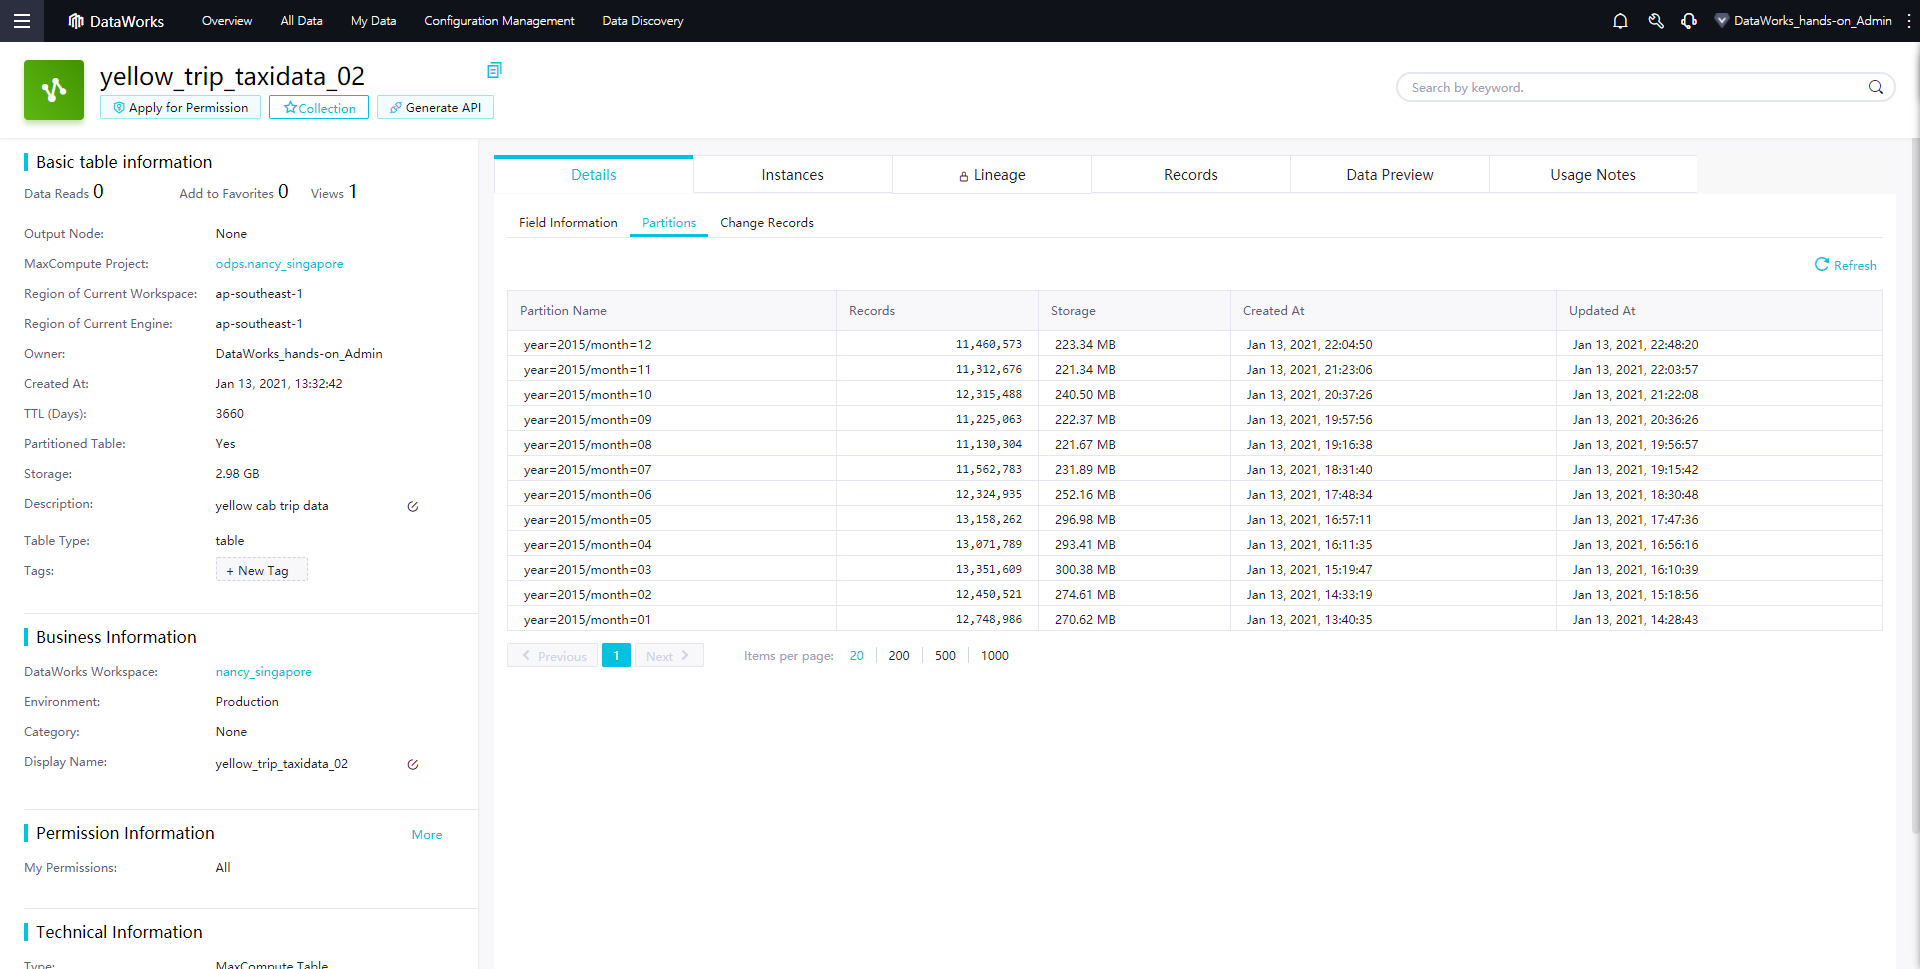 DataWorks Overview All Data My Data Configuration Management Data Discovery DataWorks_hands-on_Admin
yellow_trip_taxidata_02
Apply for Permission Collection Generate API
Search by keyword.
Basic table information
Data Reads 0 Add to Favorites 0 Views 1
Output Node: None
MaxCompute Project: odps.nancy_singapore
Region of Current Workspace: ap-southeast-1
Region of Current Engine: ap-southeast-1
Owner: DataWorks_hands-on_Admin
Created At: Jan 13, 2021, 13:32:42
TTL (Days): 3660
Partitioned Table: Yes
Storage: 2.98 GB
Description: yellow cab trip data
Table Type: table
Tags: + New Tag
Business Information
DataWorks Workspace: nancy_singapore
Environment: Production
Category: None
Display Name: yellow_trip_taxidata_02
Permission Information More
My Permissions: All
Technical Information
Type: MaxCompute Table
Details Instances Lineage Records Data Preview Usage Notes
Field Information Partitions Change Records
Refresh
Partition Name Records Storage Created At Updated At
year=2015/month=12 11,460,573 223.34 MB Jan 13, 2021, 22:04:50 Jan 13, 2021, 22:48:20
year=2015/month=11 11,312,676 221.34 MB Jan 13, 2021, 21:23:06 Jan 13, 2021, 22:03:57
year=2015/month=10 12,315,488 240.50 MB Jan 13, 2021, 20:37:26 Jan 13, 2021, 21:22:08
year=2015/month=09 11,225,063 222.37 MB Jan 13, 2021, 19:57:56 Jan 13, 2021, 20:36:26
year=2015/month=08 11,130,304 221.67 MB Jan 13, 2021, 19:16:38 Jan 13, 2021, 19:56:57
year=2015/month=07 11,562,783 231.89 MB Jan 13, 2021, 18:31:40 Jan 13, 2021, 19:15:42
year=2015/month=06 12,324,935 252.16 MB Jan 13, 2021, 17:48:34 Jan 13, 2021, 18:30:48
year=2015/month=05 13,158,262 296.98 MB Jan 13, 2021, 16:57:11 Jan 13, 2021, 17:47:36
year=2015/month=04 13,071,789 293.41 MB Jan 13, 2021, 16:11:35 Jan 13, 2021, 16:56:16
year=2015/month=03 13,351,609 300.38 MB Jan 13, 2021, 15:19:47 Jan 13, 2021, 16:10:39
year=2015/month=02 12,450,521 274.61 MB Jan 13, 2021, 14:33:19 Jan 13, 2021, 15:18:56
year=2015/month=01 12,748,986 270.62 MB Jan 13, 2021, 13:40:35 Jan 13, 2021, 14:28:43
Previous 1 Next Items per page: 20 200 500 1000